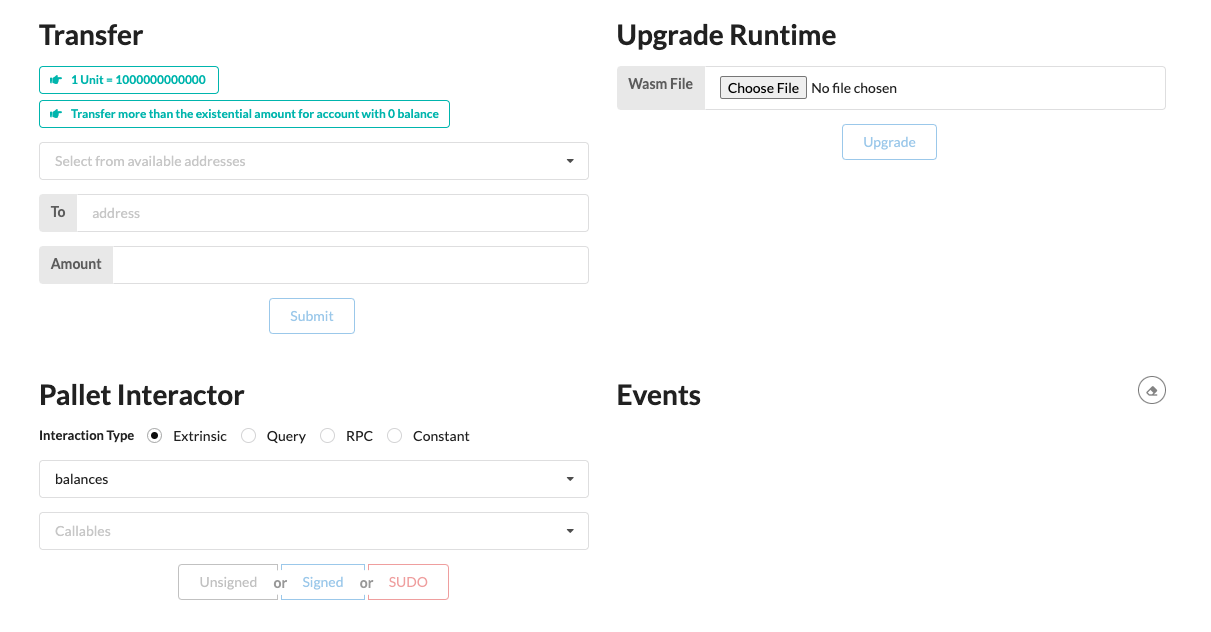 Transfer
1 Unit = 1000000000000
Transfer more than the existential amount for account with 0 balance
Select from available addresses
To address
Amount
Submit
Upgrade Runtime
Wasm File Choose File No file chosen
Upgrade
Pallet Interactor
Interaction Type Extrinsic Query RPC Constant
balances
Callables
Unsigned or Signed or SUDO
Events